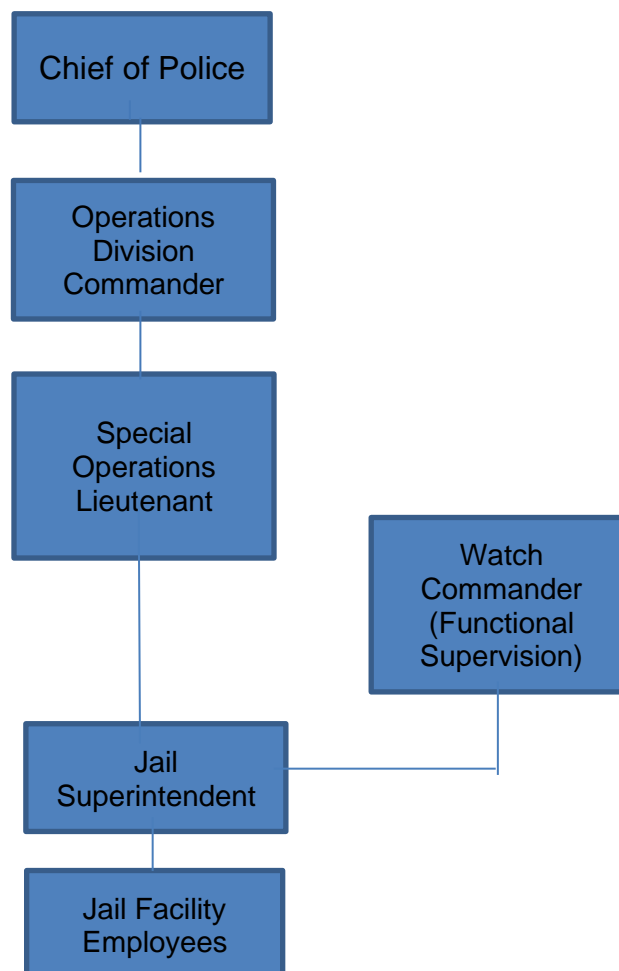 Chief of Police
Operations
Division
Commander
Special
Operations
Lieutenant
Watch
Commander
(Functional
Supervision)
Jail
Superintendent
Jail Facility
Employees